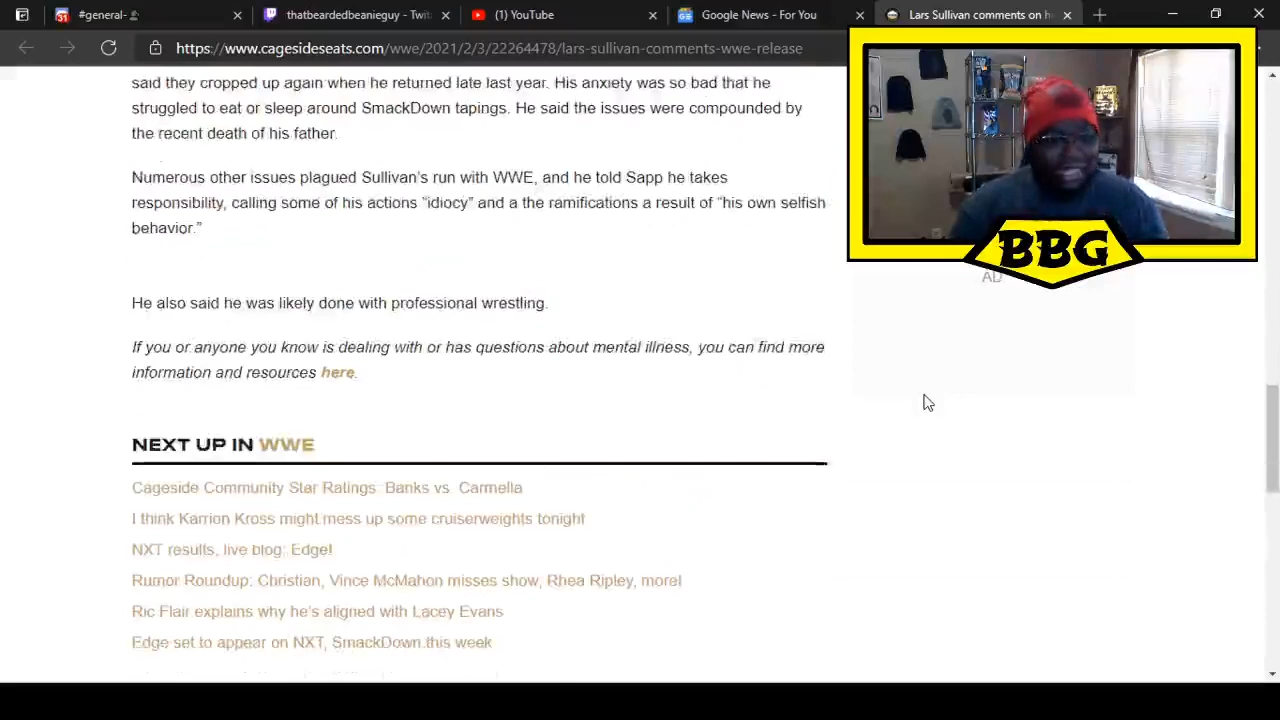 31 #general-
thatbeardedbeanieguy - Twit
(1) YouTube
Google News - For You
Lars Sullivan comments on h
https://www.cagesideseats.com/wwe/2021/2/3/22264478/lars-sullivan-comments-wwe-release
said they cropped up again when he returned late last year. His anxiety was so bad that he
struggled to eat or sleep around SmackDown tapings. He said the issues were compounded by
the recent death of his father.
Numerous other issues plagued Sullivan's run with WWE, and he told Sapp he takes
responsibility, calling some of his actions “idiocy” and a the ramifications a result of “his own selfish
behavior.”
He also said he was likely done with professional wrestling.
If you or anyone you know is dealing with or has questions about mental illness, you can find more
information and resources here.
NEXT UP IN WWE
Cageside Community Star Ratings: Banks vs. Carmella
I think Karrion Kross might mess up some cruiserweights tonight
NXT results, live blog: Edge!
Rumor Roundup: Christian, Vince McMahon misses show, Rhea Ripley, more!
Ric Flair explains why he's aligned with Lacey Evans
Edge set to appear on NXT, SmackDown this week
BBG
AD